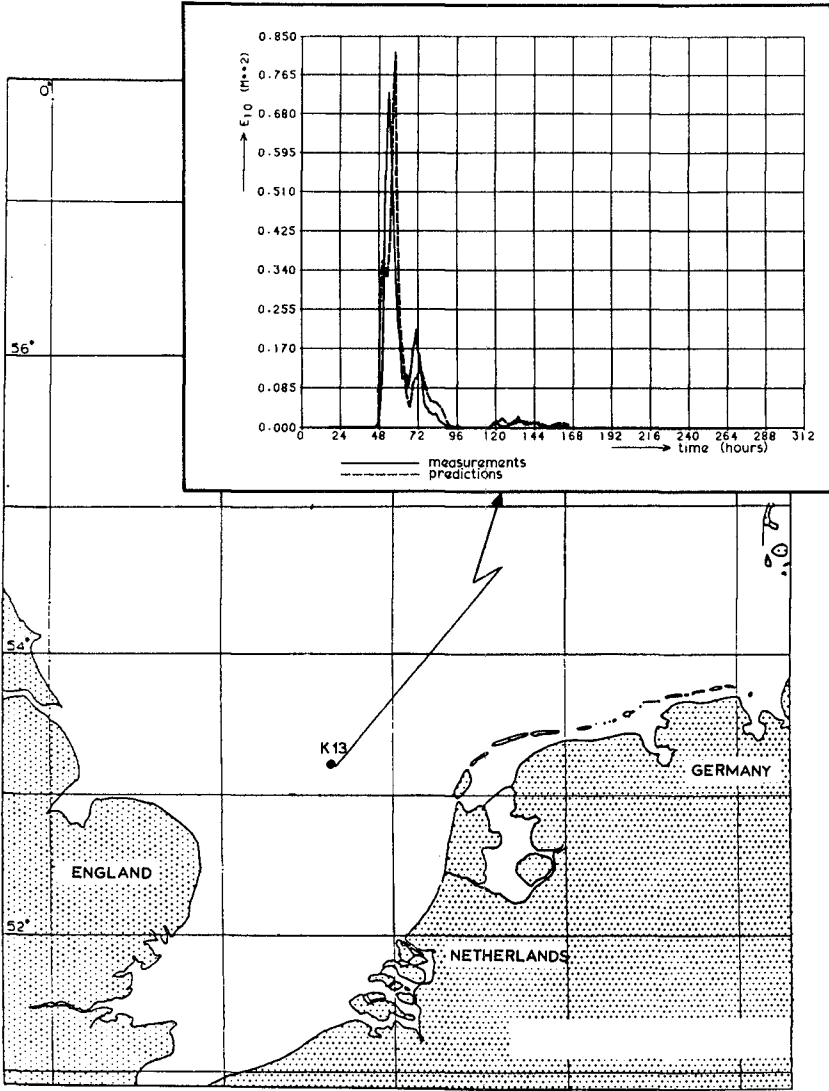 0.850
0.765
0.680
0.595
0.510
0.425
0.340
0.255
0.170
0.085
0.000
E10 (M**2)
0 24 48 72 96 120 144 168 192 216 240 264 288 312
time (hours)
measurements
predictions
0°
56°
54°
K13
GERMANY
ENGLAND
52°
NETHERLANDS